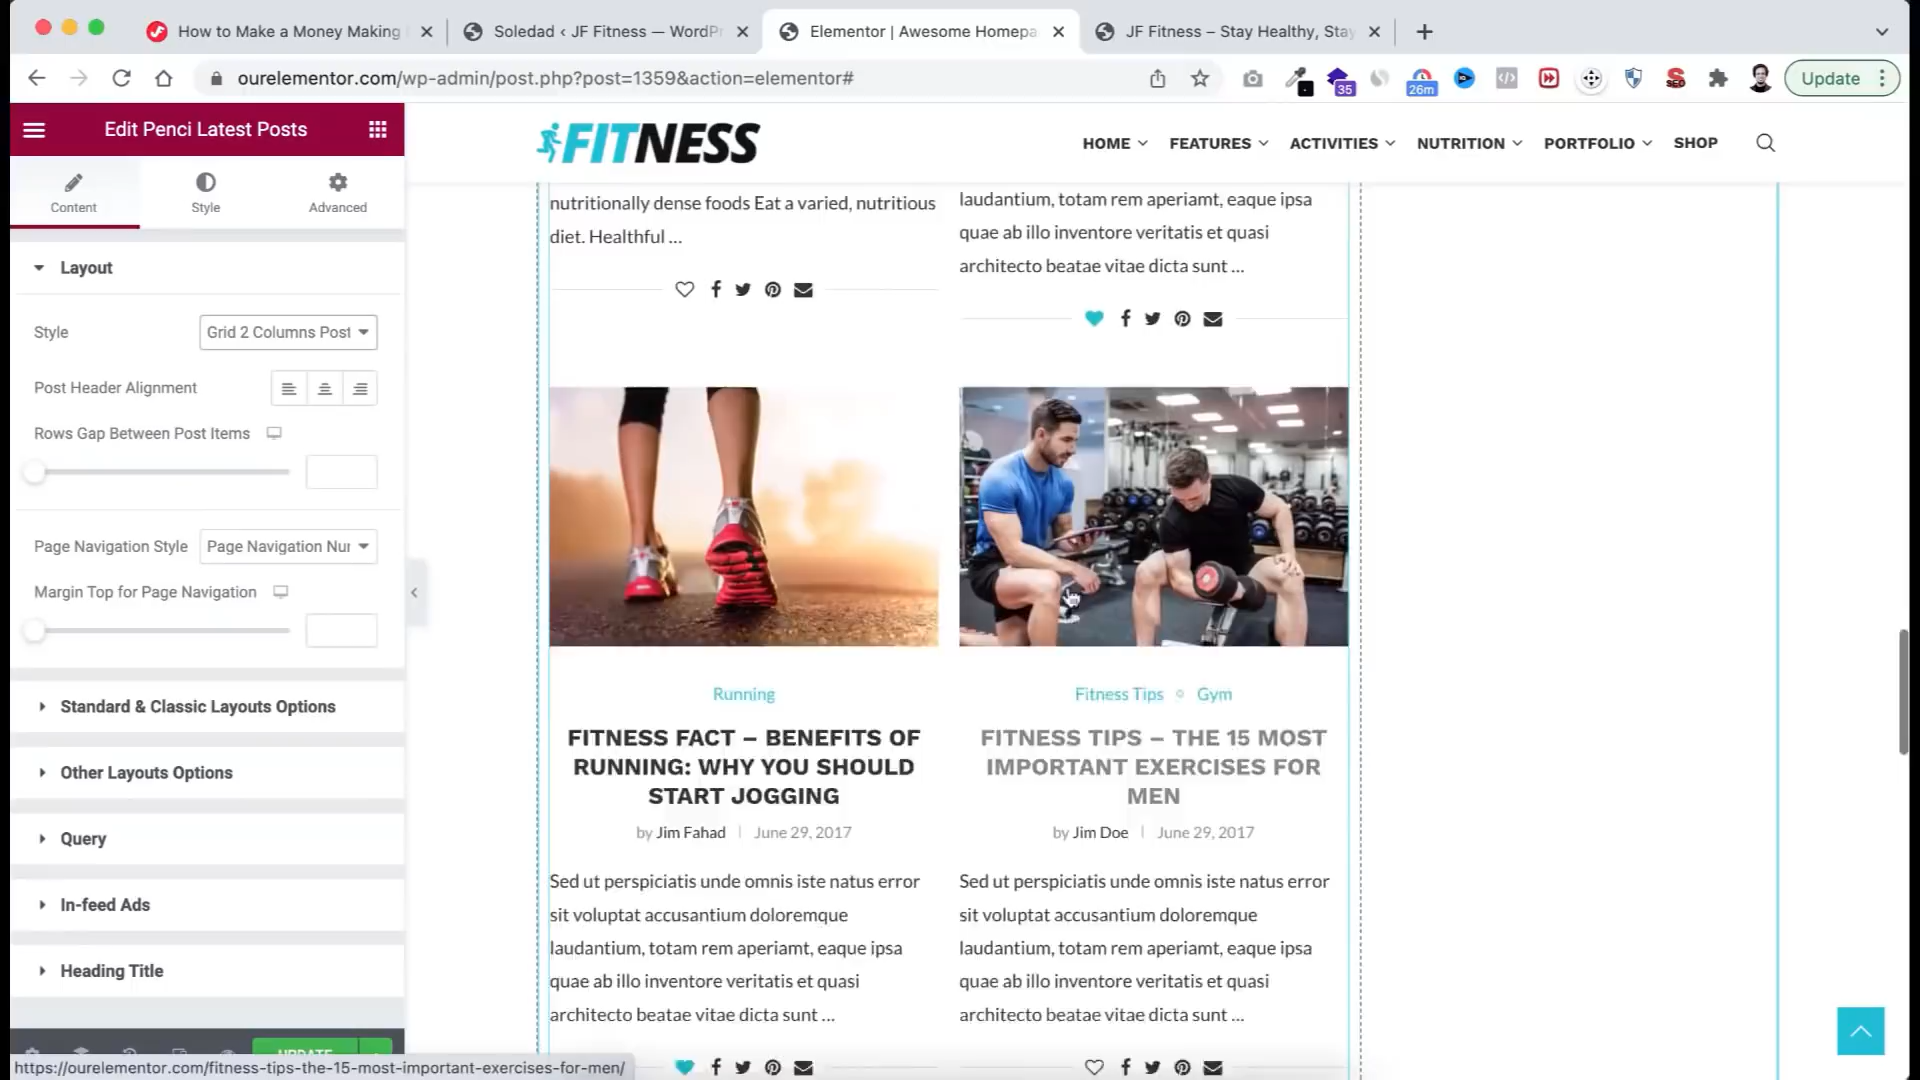 How to Make a Money Making
Soledad ‹ JF Fitness — WordPr
Elementor | Awesome Homepa
JF Fitness – Stay Healthy, Stay
ourelementor.com/wp-admin/post.php?post=1359&action=elementor#
35
26m
SEO
Update
Edit Penci Latest Posts
FITNESS
HOME
FEATURES
ACTIVITIES
NUTRITION
PORTFOLIO
SHOP
Content
Style
Advanced
Layout
Style
Grid 2 Columns Post
Post Header Alignment
Rows Gap Between Post Items
Page Navigation Style
Page Navigation Nur
Margin Top for Page Navigation
Standard & Classic Layouts Options
Other Layouts Options
Query
In-feed Ads
Heading Title
UPDATE
nutritionally dense foods Eat a varied, nutritious
diet. Healthful ...
laudantium, totam rem aperiamt, eaque ipsa
quae ab illo inventore veritatis et quasi
architecto beatae vitae dicta sunt ...
Running
FITNESS FACT – BENEFITS OF
RUNNING: WHY YOU SHOULD
START JOGGING
by Jim Fahad | June 29, 2017
Sed ut perspiciatis unde omnis iste natus error
sit voluptat accusantium doloremque
laudantium, totam rem aperiamt, eaque ipsa
quae ab illo inventore veritatis et quasi
architecto beatae vitae dicta sunt ...
Fitness Tips
Gym
FITNESS TIPS – THE 15 MOST
IMPORTANT EXERCISES FOR
MEN
by Jim Doe | June 29, 2017
Sed ut perspiciatis unde omnis iste natus error
sit voluptat accusantium doloremque
laudantium, totam rem aperiamt, eaque ipsa
quae ab illo inventore veritatis et quasi
architecto beatae vitae dicta sunt ...
https://ourelementor.com/fitness-tips-the-15-most-important-exercises-for-men/